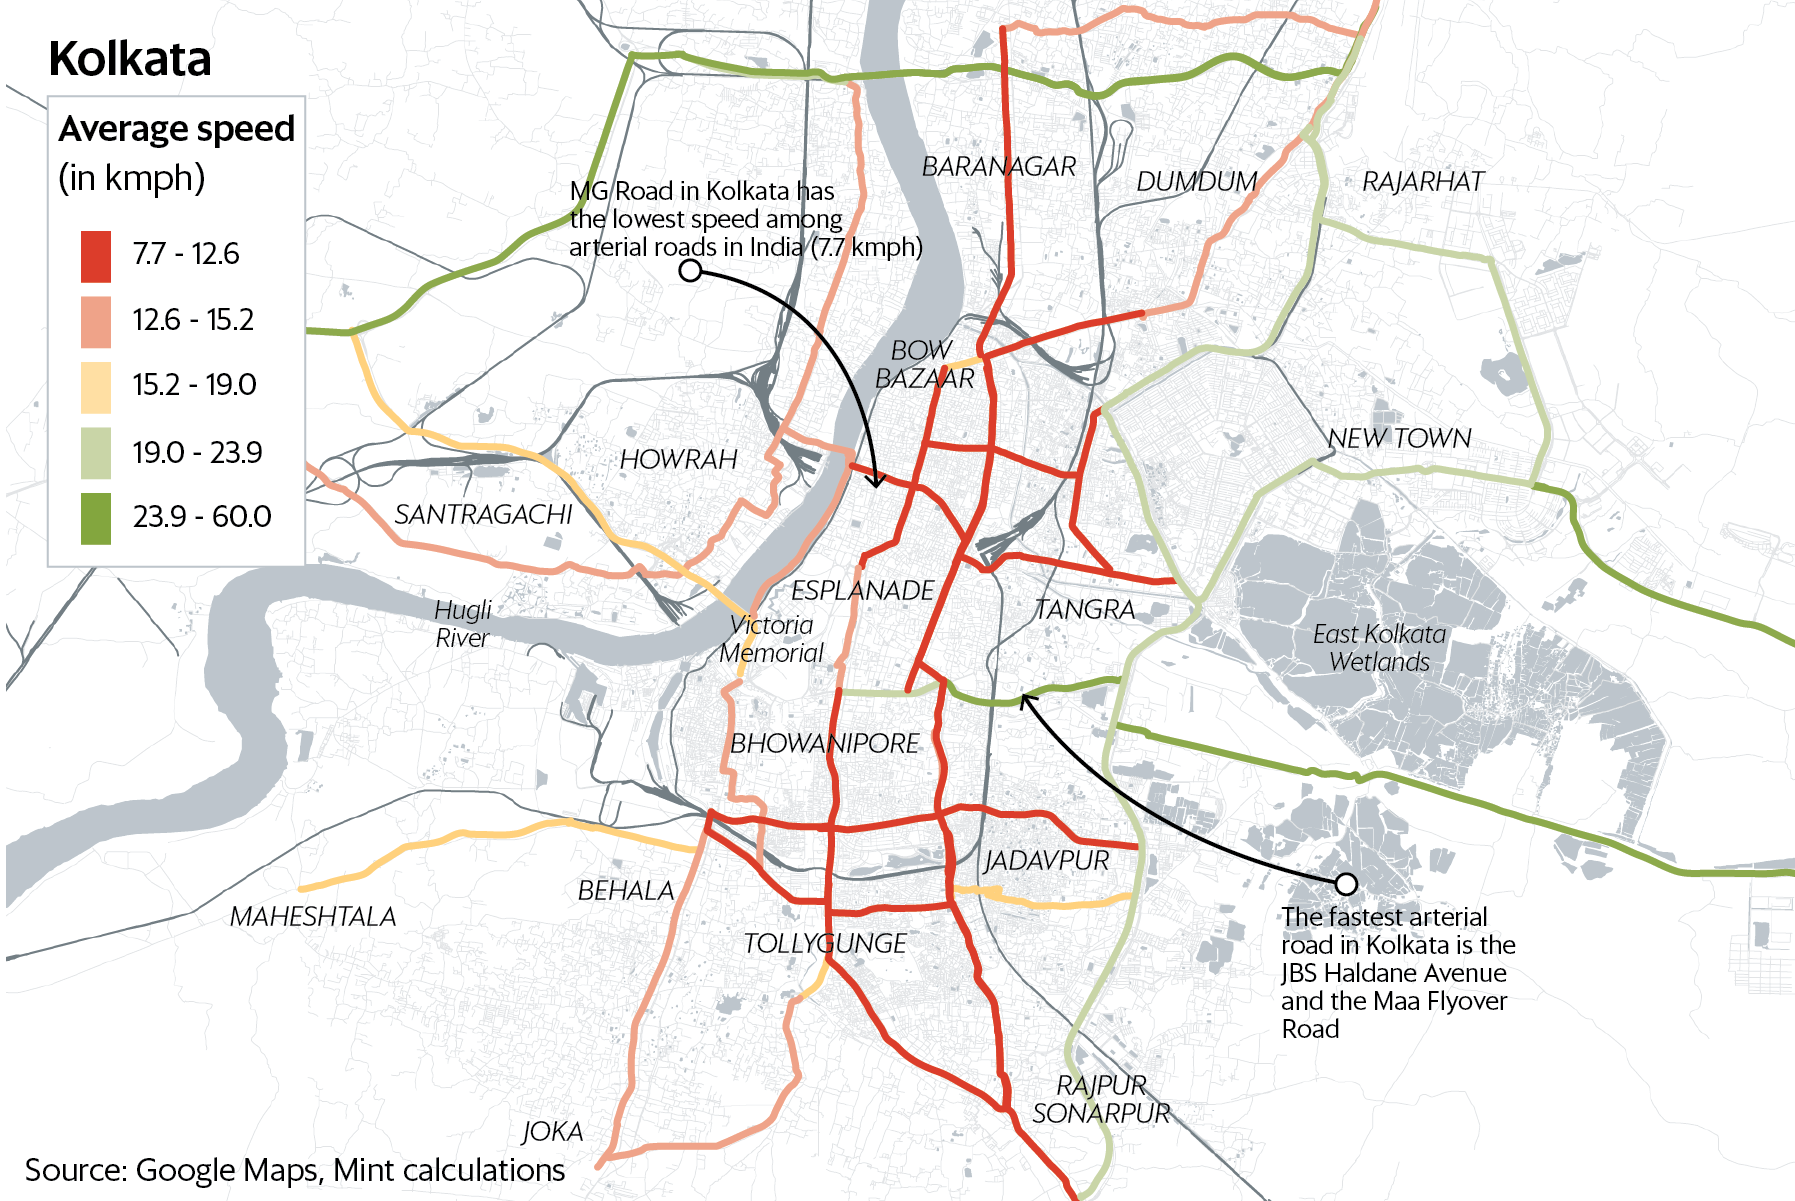 Kolkata
Average speed
(in kmph)
7.7 - 12.6
12.6 - 15.2
15.2 - 19.0
19.0 - 23.9
23.9 - 60.0
MG Road in Kolkata has
the lowest speed among
arterial roads in India (7.7 kmph)
BARANAGAR
DUMDUM
RAJARHAT
BOW
BAZAAR
HOWRAH
NEW TOWN
SANTRAGACHI
ESPLANADE
TANGRA
Hugli
River
Victoria
Memorial
East Kolkata
Wetlands
BHOWANIPORE
JADAVPUR
BEHALA
MAHESHTALA
TOLLYGUNGE
The fastest arterial
road in Kolkata is the
JBS Haldane Avenue
and the Maa Flyover
Road
RAJPUR
SONARPUR
JOKA
Source: Google Maps, Mint calculations